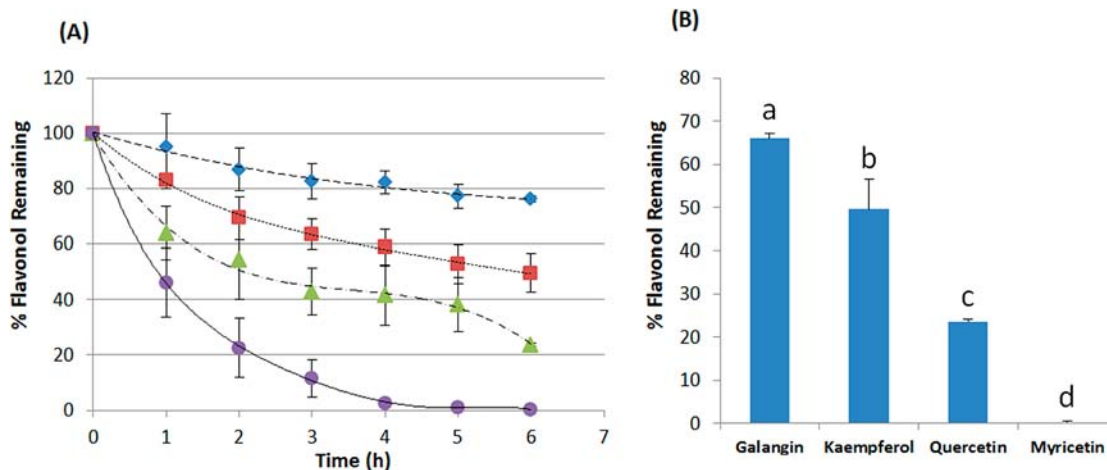 (A)
% Flavonol Remaining
120
100
80
60
40
20
0
0 1 2 3 4 5 6 7
Time (h)
(B)
% Flavonol Remaining
80
70
60
50
40
30
20
10
0
a
b
c
d
Galangin Kaempferol Quercetin Myricetin